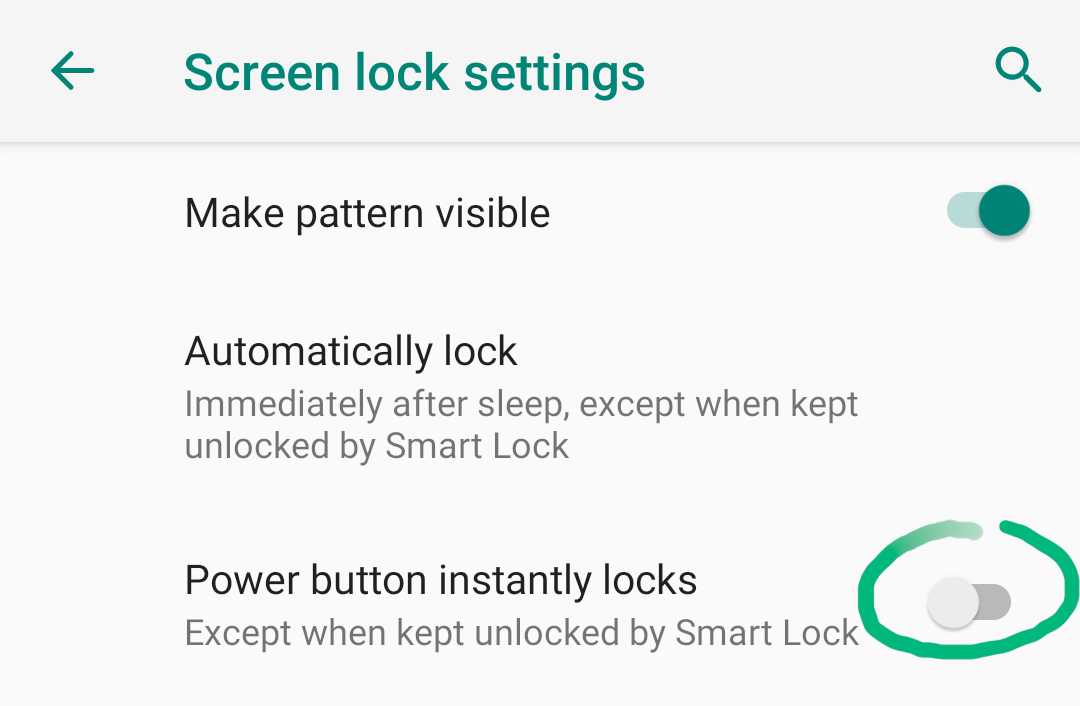 Screen lock settings
Make pattern visible
Automatically lock
Immediately after sleep, except when kept
unlocked by Smart Lock
Power button instantly locks
Except when kept unlocked by Smart Lock